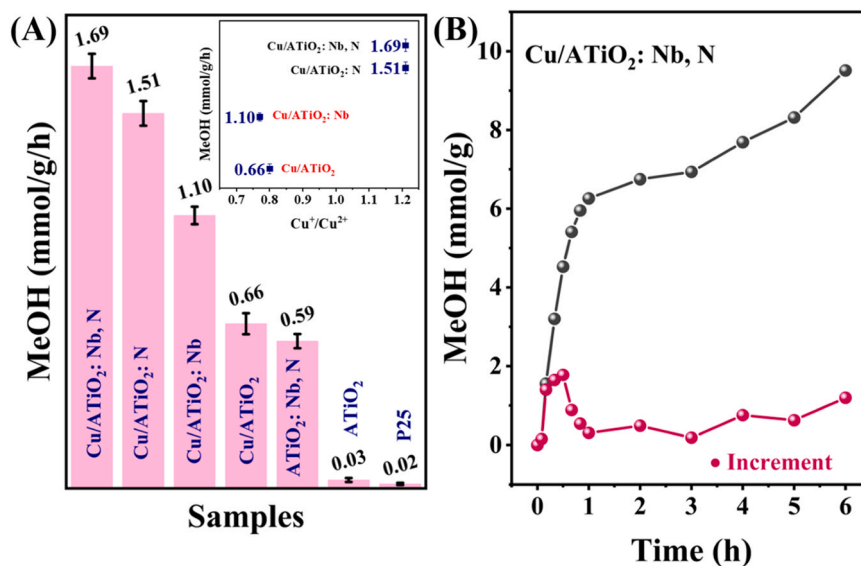 (A)
MeOH (mmol/g/h)
1.69
1.51
1.10
0.66
0.59
0.03
0.02
Cu/ATiO2: Nb, N
Cu/ATiO2: N
Cu/ATiO2: Nb
Cu/ATiO2
ATiO2: Nb, N
ATiO2
P25
Samples
MeOH (mmol/g/h)
Cu/ATiO2: Nb, N 1.69
Cu/ATiO2: N 1.51
1.10 Cu/ATiO2: Nb
0.66 Cu/ATiO2
0.7 0.8 0.9 1.0 1.1 1.2
Cu⁺/Cu²⁺
(B)
Cu/ATiO2: Nb, N
MeOH (mmol/g)
10
8
6
4
2
0
Increment
0 1 2 3 4 5 6
Time (h)